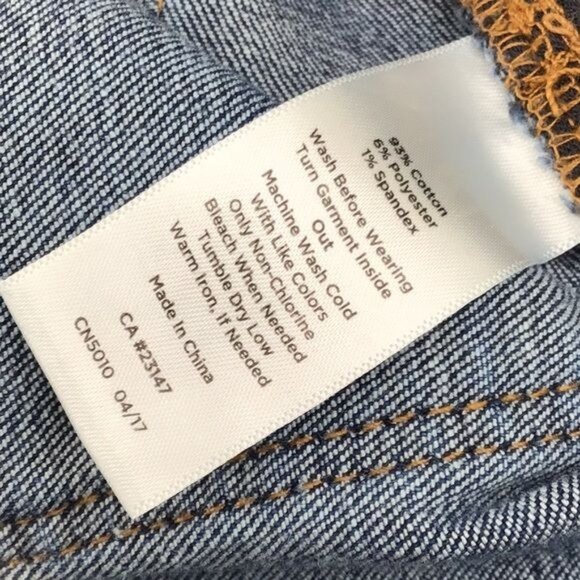 93% Cotton
6% Polyester
1% Spandex
Wash Before Wearing
Turn Garment Inside
Out
Machine Wash Cold
With Like Colors
Only Non-Chlorine
Bleach When Needed
Tumble Dry Low
Warm Iron, If Needed
Made In China
CA #23147
CN5010 04/17